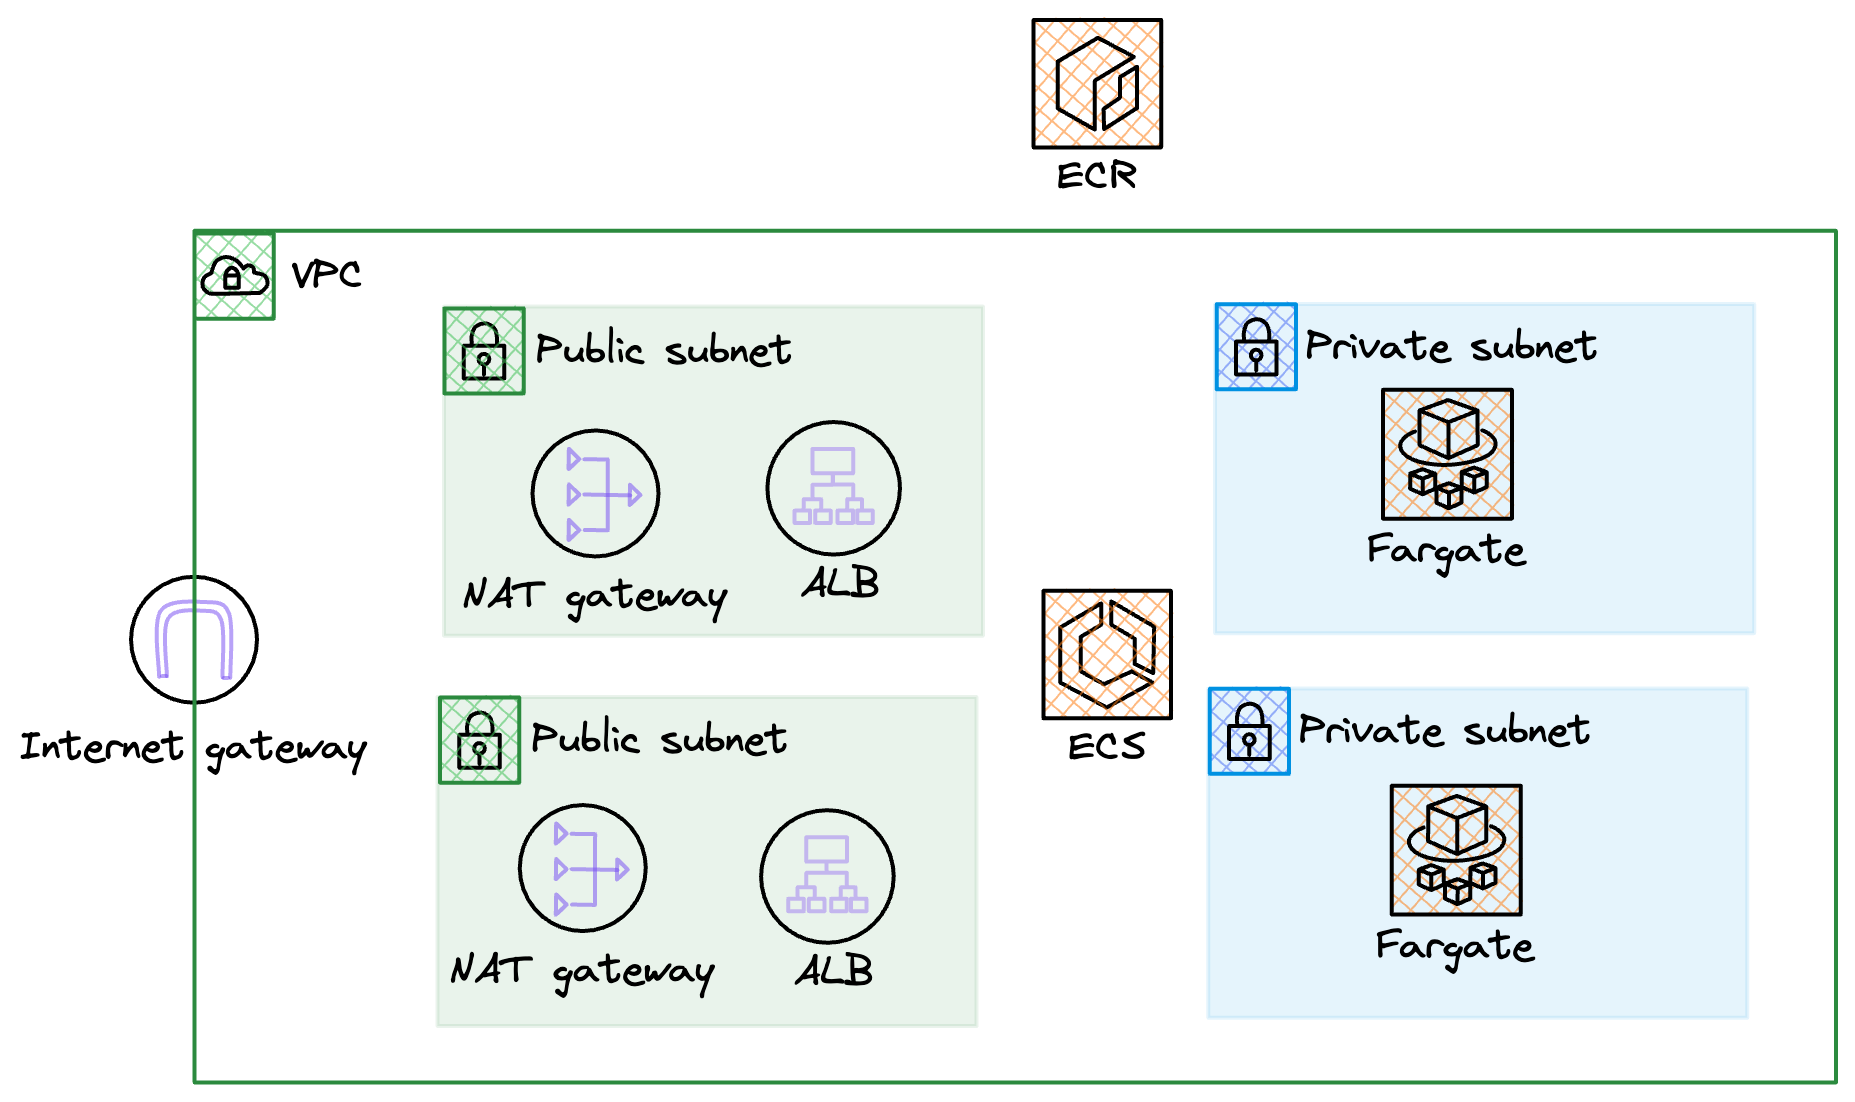 ECR
VPC
Public subnet
NAT gateway
ALB
Private subnet
Fargate
Internet gateway
ECS
Public subnet
NAT gateway
ALB
Private subnet
Fargate